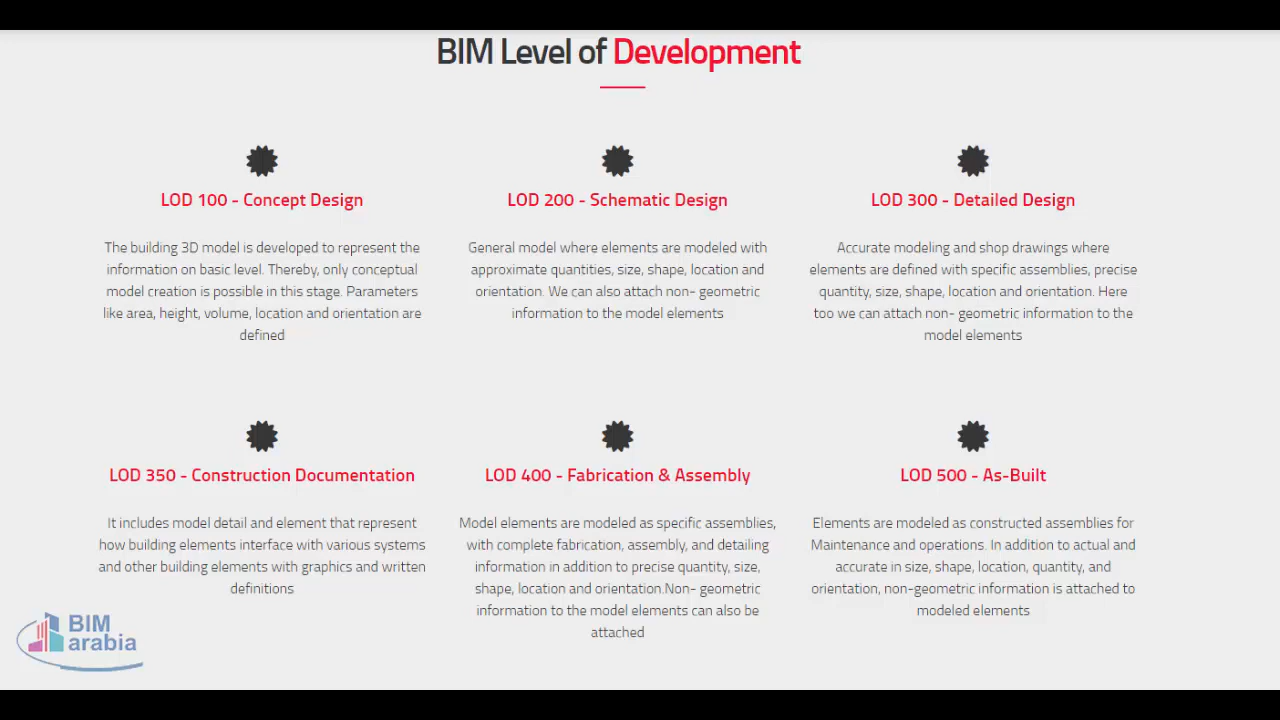 BIM Level of Development
LOD 100 - Concept Design
The building 3D model is developed to represent the
information on basic level. Thereby, only conceptual
model creation is possible in this stage. Parameters
like area, height, volume, location and orientation are
defined
LOD 200 - Schematic Design
General model where elements are modeled with
approximate quantities, size, shape, location and
orientation. We can also attach non- geometric
information to the model elements
LOD 300 - Detailed Design
Accurate modeling and shop drawings where
elements are defined with specific assemblies, precise
quantity, size, shape, location and orientation. Here
too we can attach non- geometric information to the
model elements
LOD 350 - Construction Documentation
It includes model detail and element that represent
how building elements interface with various systems
and other building elements with graphics and written
definitions
LOD 400 - Fabrication & Assembly
Model elements are modeled as specific assemblies,
with complete fabrication, assembly, and detailing
information in addition to precise quantity, size,
shape, location and orientation.Non- geometric
information to the model elements can also be
attached
LOD 500 - As-Built
Elements are modeled as constructed assemblies for
Maintenance and operations. In addition to actual and
accurate in size, shape, location, quantity, and
orientation, non-geometric information is attached to
modeled elements
BIM
arabia